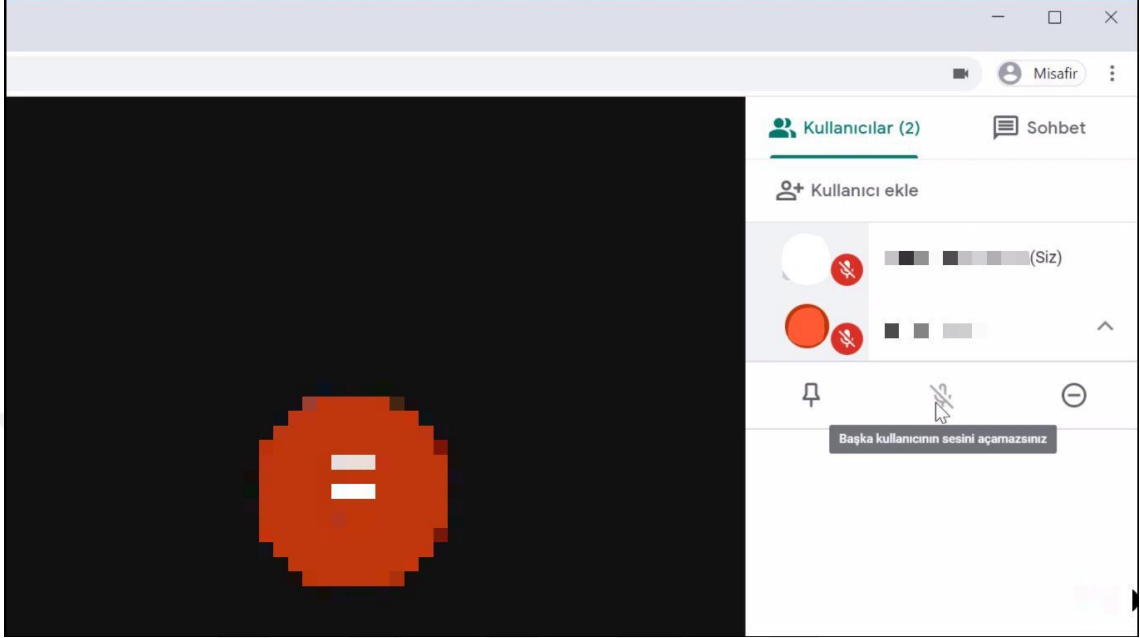 Misafir
Kullanıcılar (2)
Sohbet
Kullanıcı ekle
(Siz)
Başka kullanıcının sesini açamazsınız